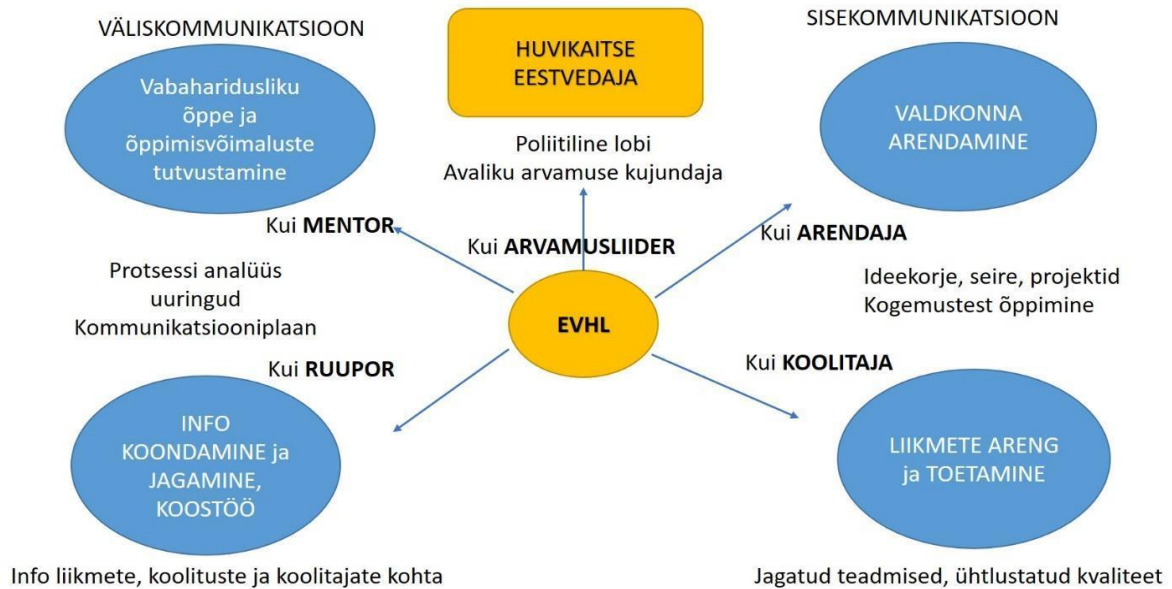 VÄLISKOMMUNIKATSIOON
SISEKOMMUNIKATSIOON
Vabaharidusliku
õppe ja
õppimisvõimaluste
tutvustamine
HUVIKAITSE
EESTVEDAJA
VALDKONNA
ARENDAMINE
Poliitiline lobi
Avaliku arvamuse kujundaja
Kui MENTOR
Kui ARVAMUSLIIDER
Kui ARENDAJA
Protsessi analüüs
uuringud
Kommunikatsiooniplaan
EVHL
Ideekorje, seire, projektid
Kogemustest õppimine
Kui RUUPOR
Kui KOOLITAJA
INFO
KOONDAMINE ja
JAGAMINE,
KOOSTÖÖ
LIIKMETE ARENG
ja TOETAMINE
Info liikmete, koolituste ja koolitajate kohta
Jagatud teadmised, ühtlustatud kvaliteet